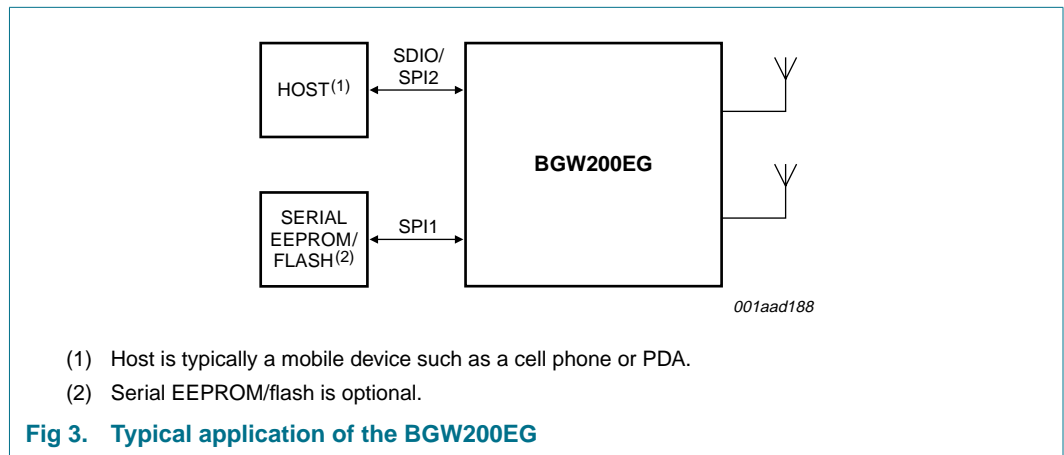 SDIO/
SPI2
HOST(1)
BGW200EG
SERIAL
EEPROM/
FLASH(2)
SPI1
001aad188
(1) Host is typically a mobile device such as a cell phone or PDA.
(2) Serial EEPROM/flash is optional.
Fig 3. Typical application of the BGW200EG